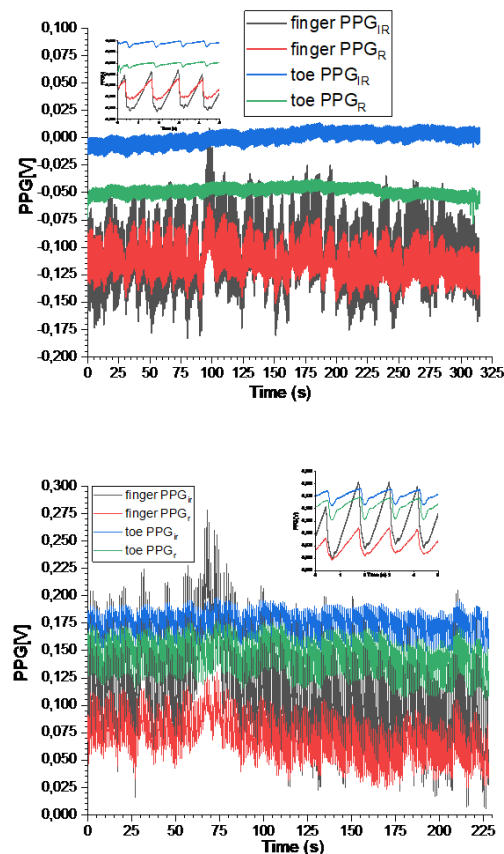 finger PPG_IR
finger PPG_R
toe PPG_IR
toe PPG_R
PPG[V]
0,100
0,075
0,050
0,025
0,000
-0,025
-0,050
-0,075
-0,100
-0,125
-0,150
-0,175
-0,200
0 25 50 75 100 125 150 175 200 225 250 275 300 325
Time (s)
finger PPG_ir
finger PPG_r
toe PPG_ir
toe PPG_r
PPG[V]
0,300
0,275
0,250
0,225
0,200
0,175
0,150
0,125
0,100
0,075
0,050
0,025
0,000
0 25 50 75 100 125 150 175 200 225
Time (s)